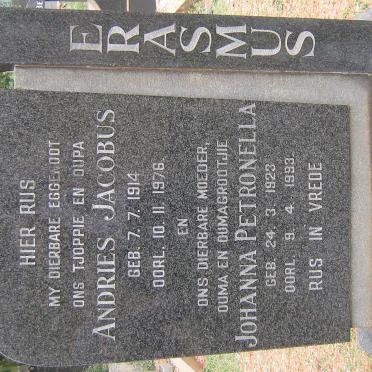 ERASMUS
HIER RUS
MY DIERBARE EGGENOOT
ONS TJOPPIE EN OUPA
ANDRIES JACOBUS
GEB. 7. 7. 1914
OORL. 10. 11. 1976
EN
ONS DIERBARE MOEDER,
OUMA EN OUMAGROOTJIE
JOHANNA PETRONELLA
GEB. 24. 3. 1923
OORL. 9. 4. 1993
RUS IN VREDE